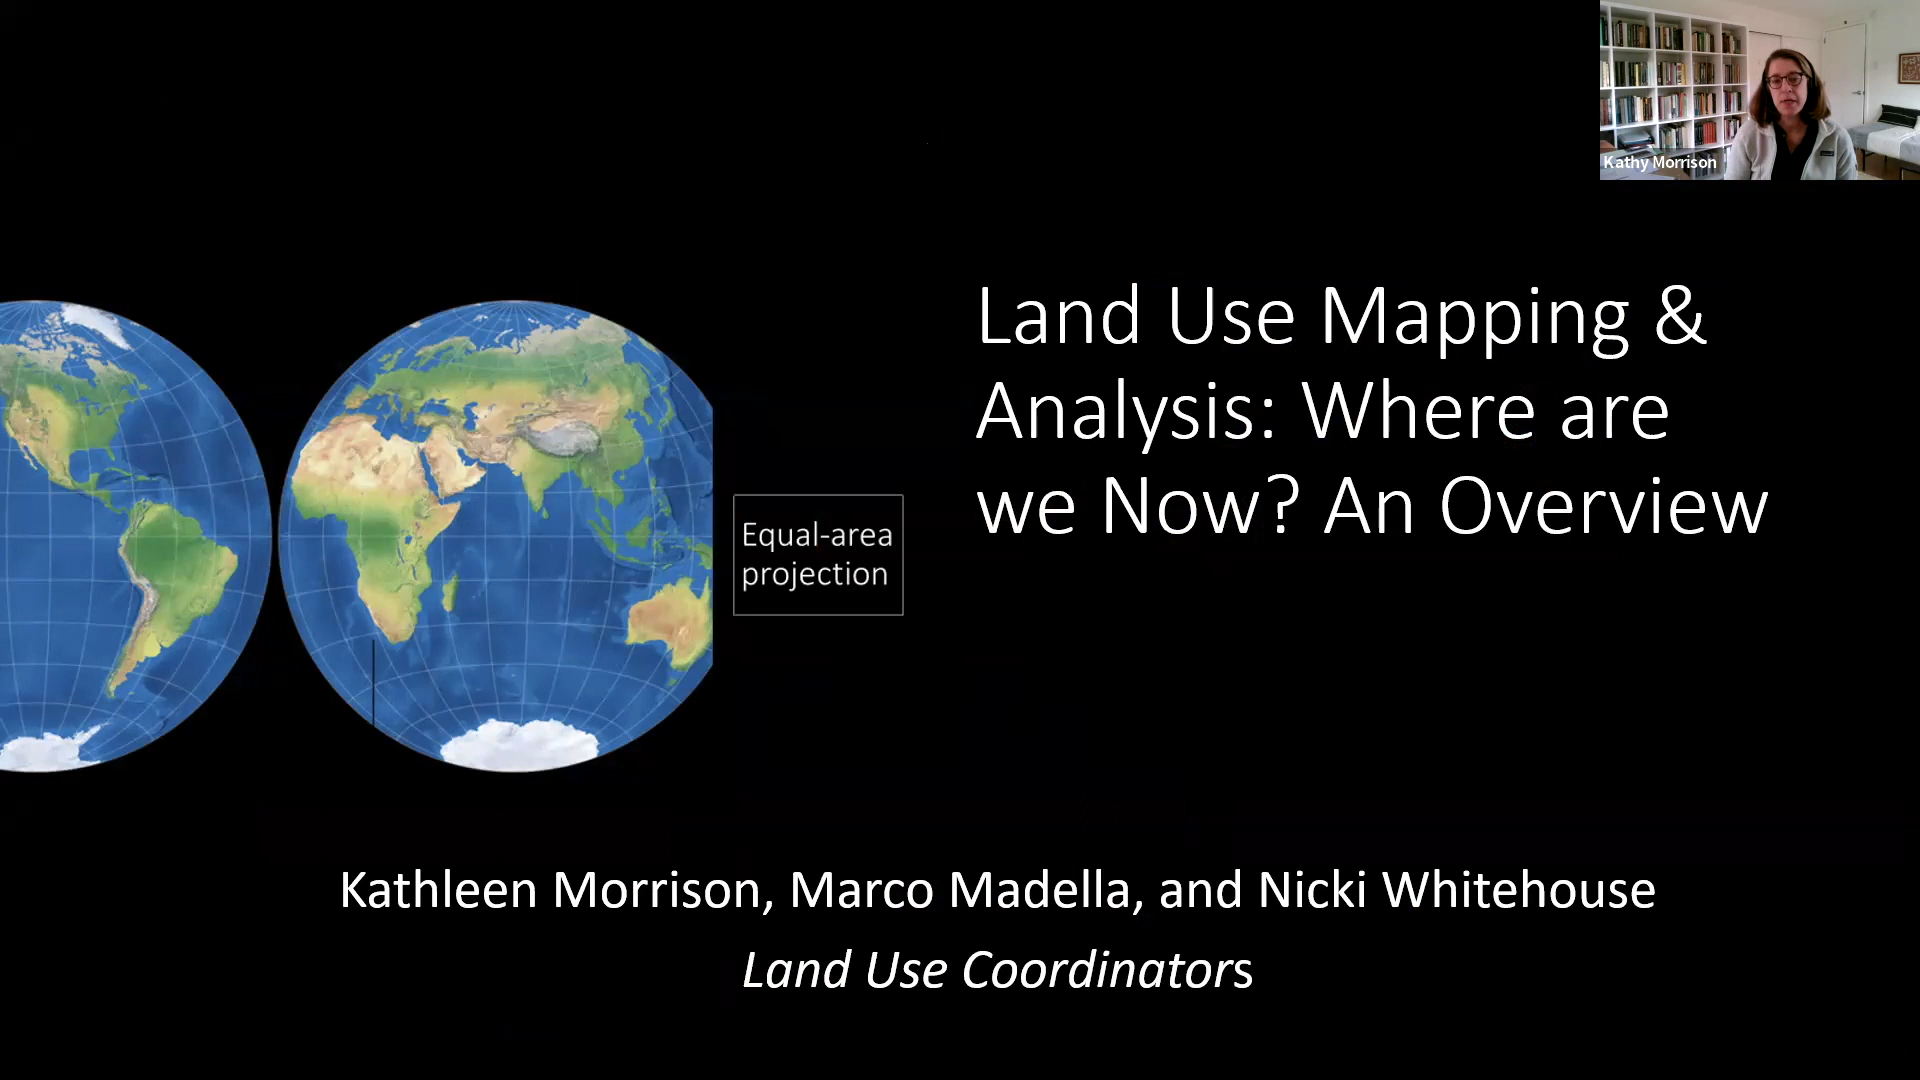 Kathy Morrison
Land Use Mapping &
Analysis: Where are
we Now? An Overview
Equal-area
projection
Kathleen Morrison, Marco Madella, and Nicki Whitehouse
Land Use Coordinators